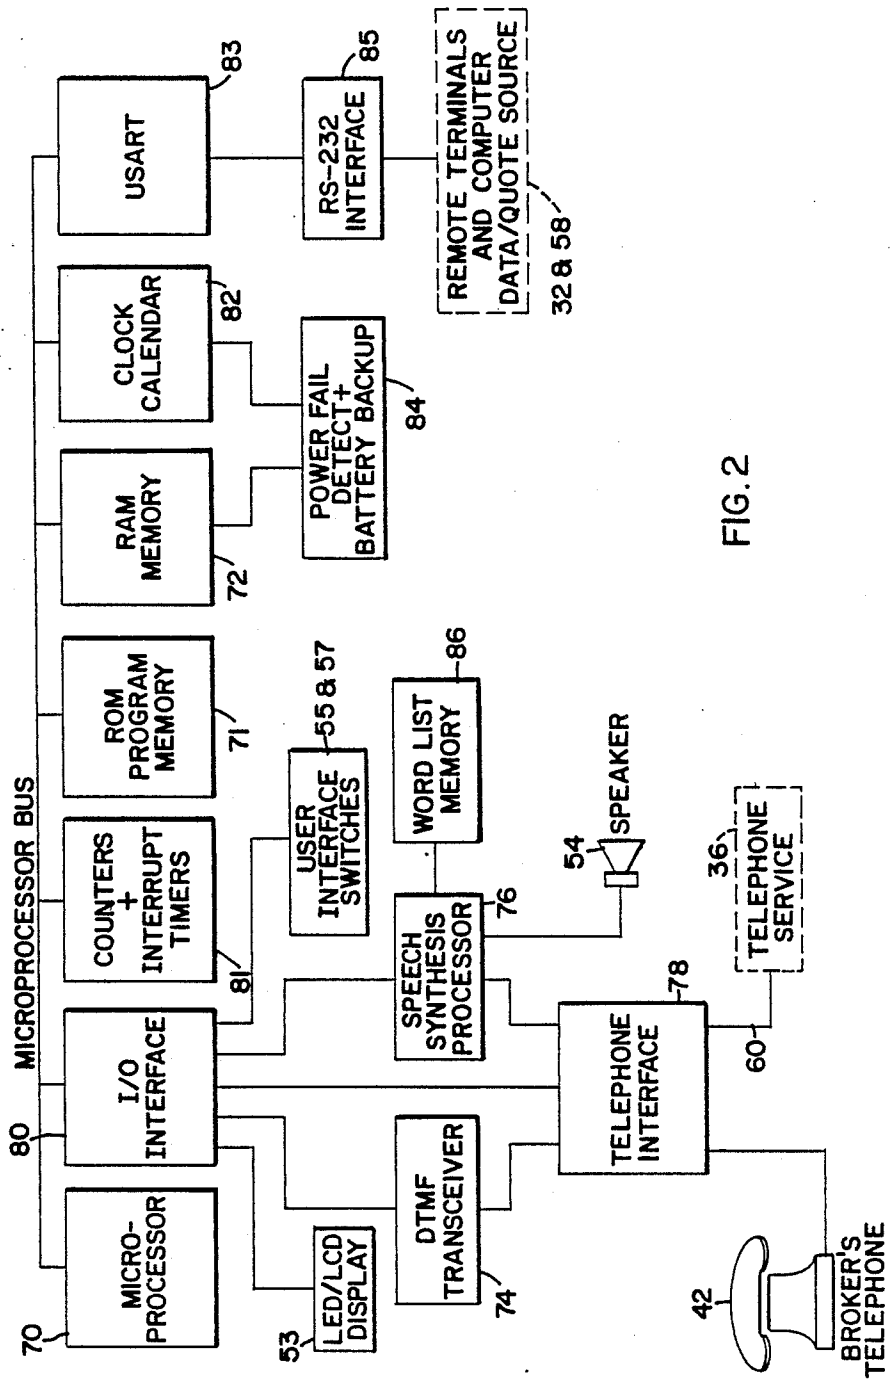 MICROPROCESSOR BUS
70
MICRO-
PROCESSOR
80
I/O
INTERFACE
COUNTERS
+
INTERRUPT
TIMERS
81
ROM
PROGRAM
MEMORY
71
RAM
MEMORY
72
CLOCK
CALENDAR
82
USART
83
53
LED/LCD
DISPLAY
USER
INTERFACE
SWITCHES
55 & 57
POWER FAIL
DETECT+
BATTERY BACKUP
84
RS-232
INTERFACE
85
DTMF
TRANSCEIVER
74
SPEECH
SYNTHESIS
PROCESSOR
76
WORD LIST
MEMORY
86
REMOTE TERMINALS
AND COMPUTER
DATA/QUOTE SOURCE
32 & 58
TELEPHONE
INTERFACE
78
54
SPEAKER
42
BROKER'S
TELEPHONE
60
36
TELEPHONE
SERVICE
FIG. 2